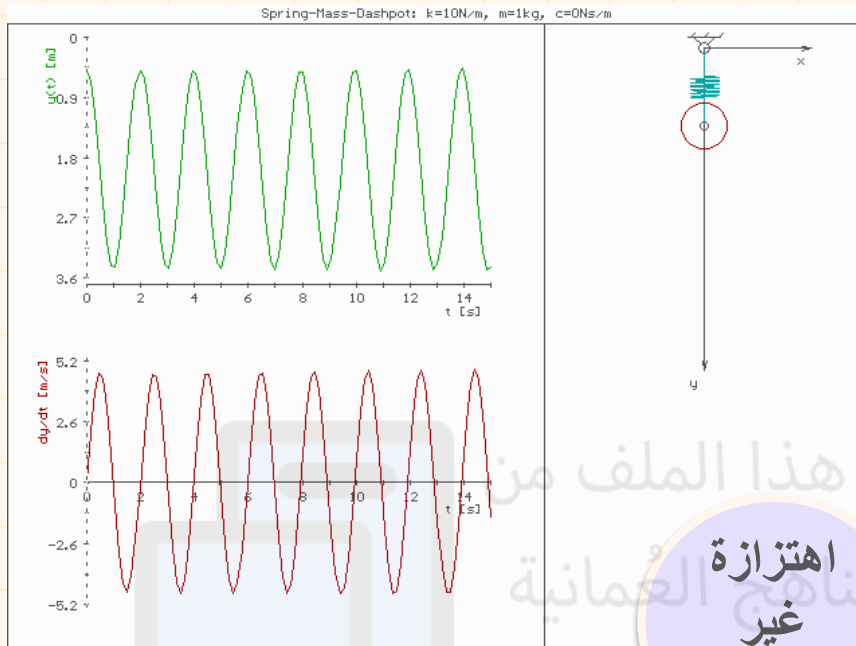 Spring-Mass-Dashpot: k=10N/m, m=1kg, c=0Ns/m
y(t) [m]
0
0.9
1.8
2.7
3.6
0 2 4 6 8 10 12 14
t [s]
x
y
dy/dt [m/s]
5.2
2.6
0
-2.6
-5.2
0 2 4 6 8 10 12 14
t [s]
هذا الملف من
العُمانية
اهتزازة
غير